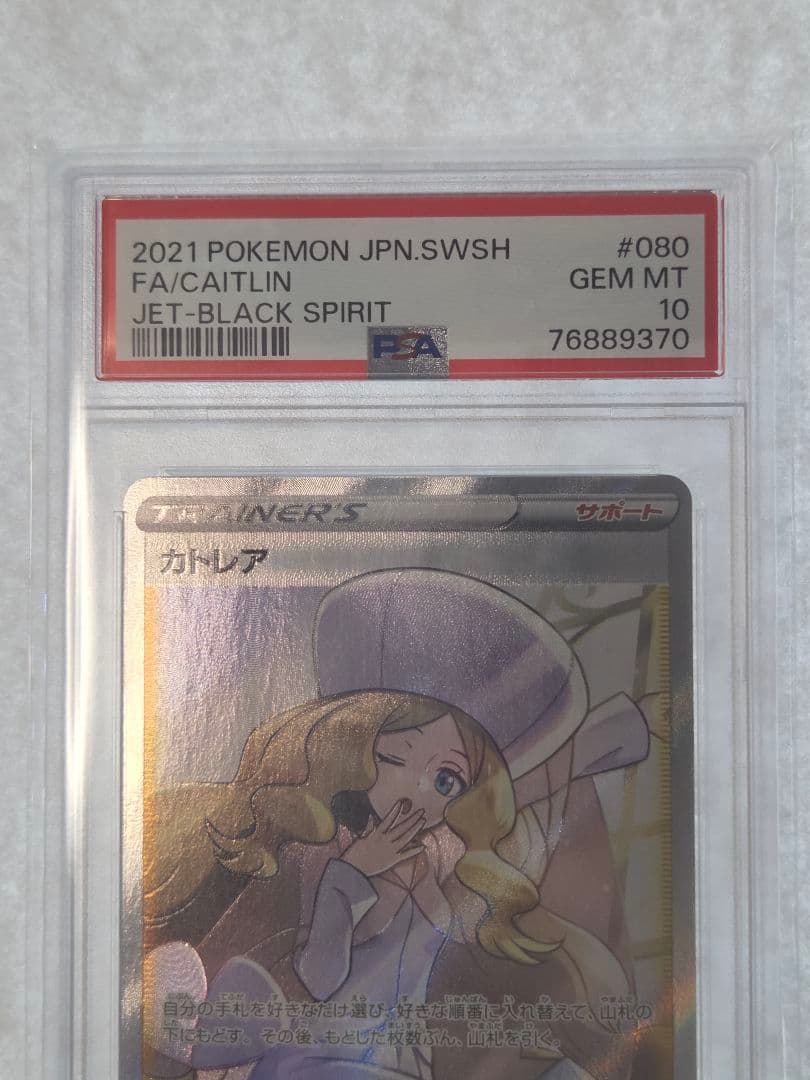 2021 POKEMON JPN.SWSH #080
FA/CAITLIN GEM MT
JET-BLACK SPIRIT 10
PSA 76889370
TRAINER'S サポート
カトレア
自分の手札を好きなだけ選び、好きな順番に入れ替えて、山札の
下にもどす。その後、もどした枚数ぶん、山札を引く。